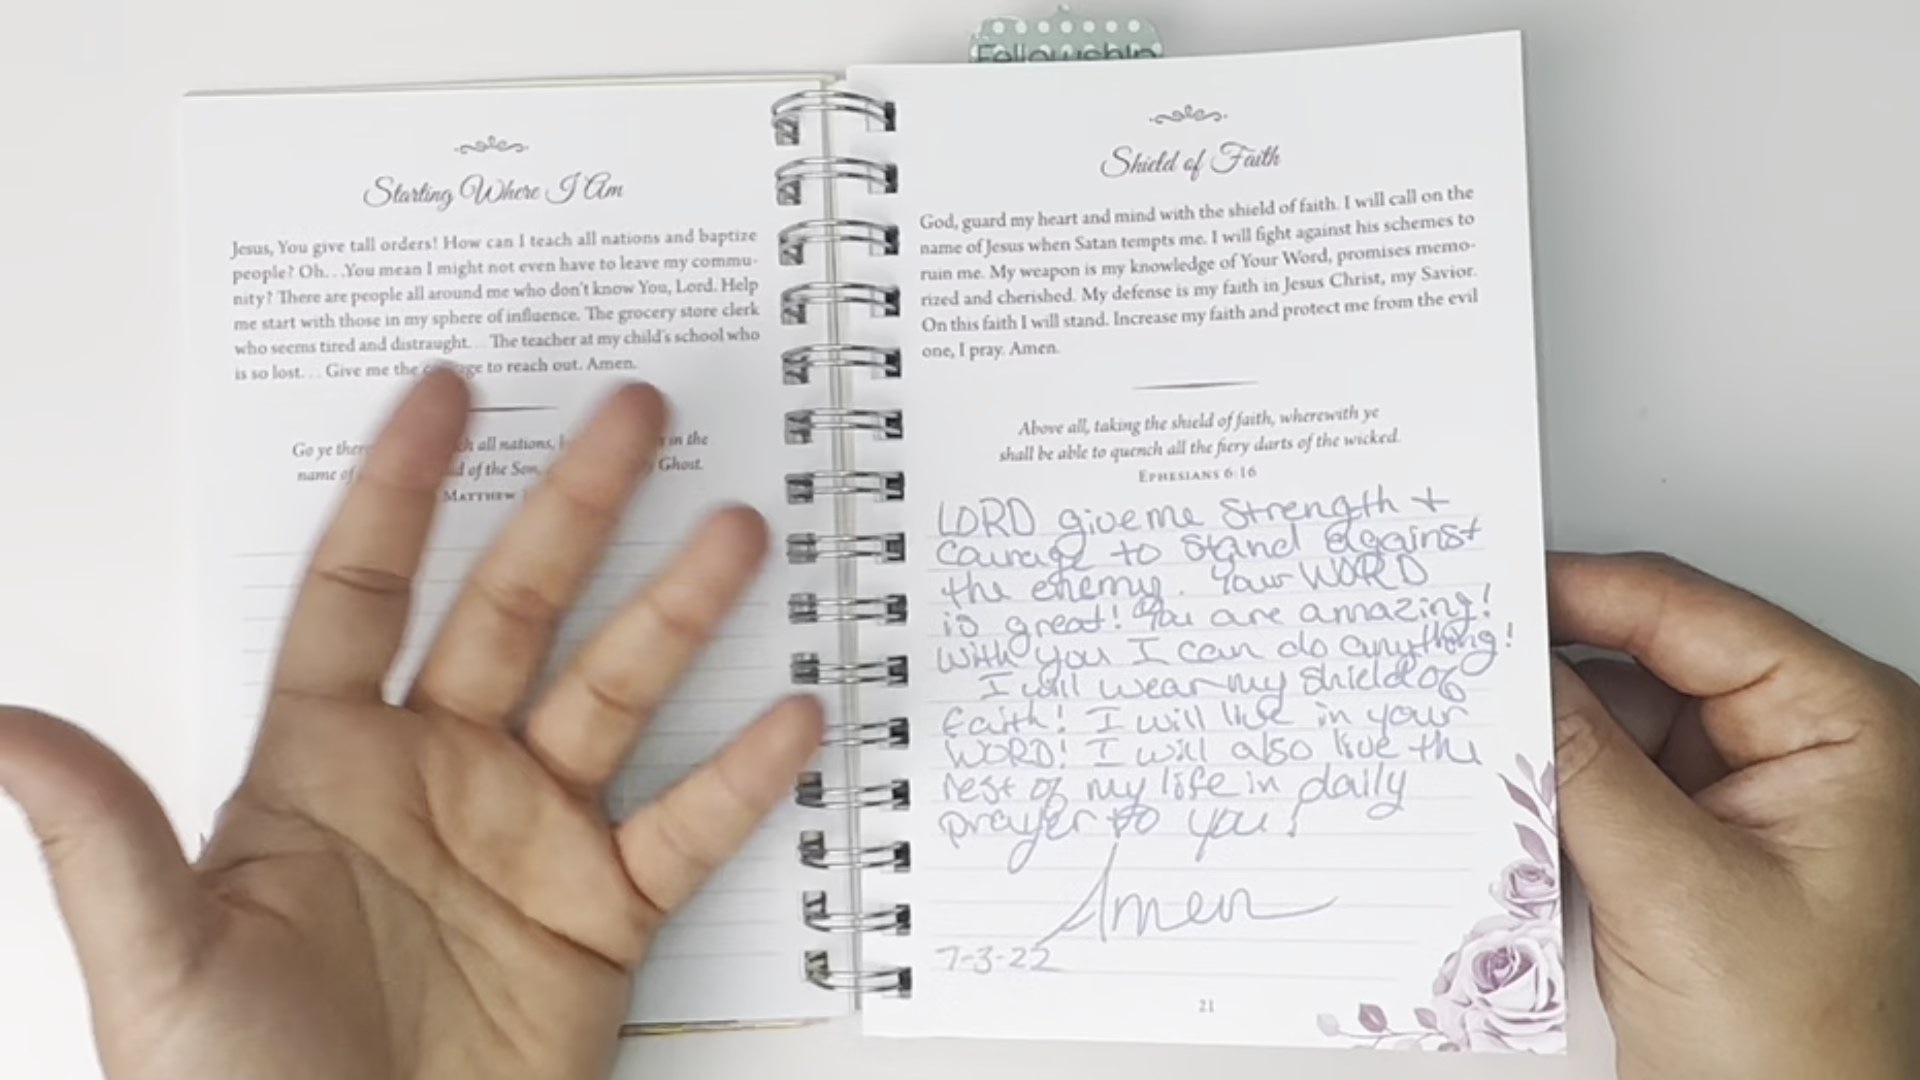 Fellowship
Starting Where I Am
Jesus, You give tall orders! How can I teach all nations and baptize
people? Oh. . .You mean I might not even have to leave my commu-
nity? There are people all around me who don't know You, Lord. Help
me start with those in my sphere of influence. The grocery store clerk
who seems tired and distraught. . . The teacher at my child's school who
is so lost. . . Give me the to reach out. Amen.
Go ye all nations, in the
name of of the Son, Ghost.
Matthew
Shield of Faith
God, guard my heart and mind with the shield of faith. I will call on the
name of Jesus when Satan tempts me. I will fight against his schemes to
ruin me. My weapon is my knowledge of Your Word, promises memo-
rized and cherished. My defense is my faith in Jesus Christ, my Savior.
On this faith I will stand. Increase my faith and protect me from the evil
one, I pray. Amen.
Above all, taking the shield of faith, wherewith ye
shall be able to quench all the fiery darts of the wicked.
Ephesians 6:16
LORD give me strength +
courage to stand against
the enemy. Your WORD
is great! You are amazing!
With you I can do anything!
I will wear my shield of
faith! I will live in your
WORD! I will also live the
rest of my life in daily
prayer to you!
Amen
7-3-22
21